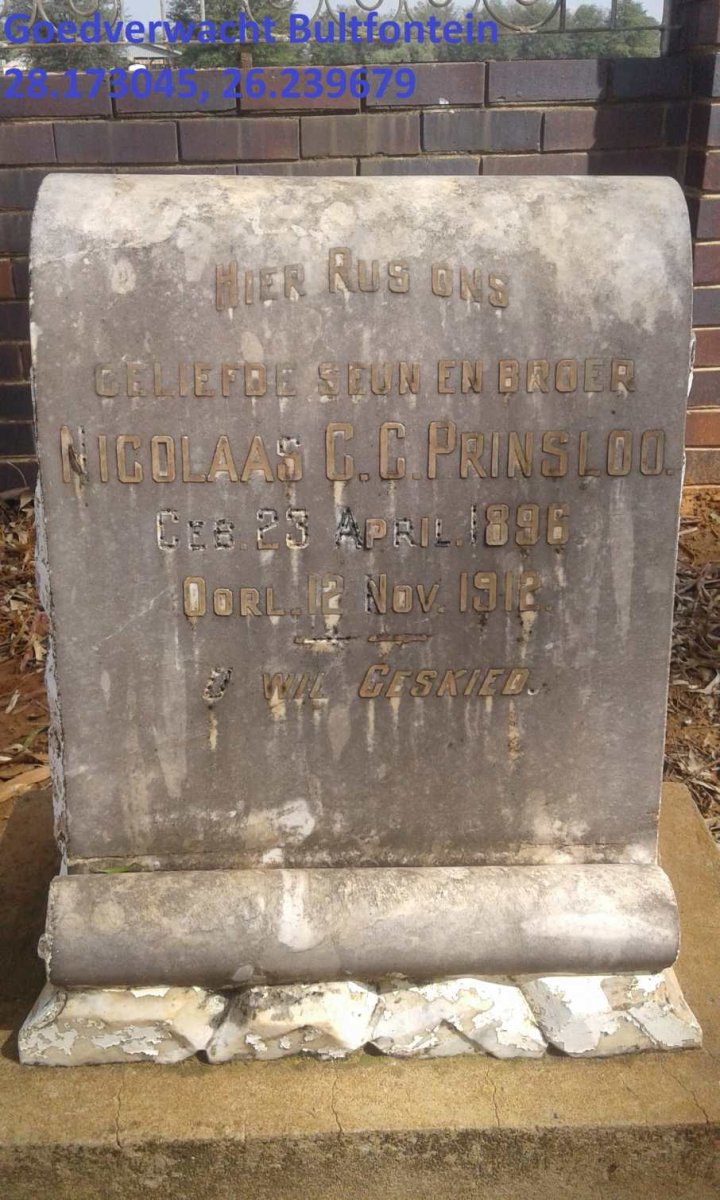 Goedverwacht Bultfontein
28.173045, 26.239679
HIER RUS ONS
GELIEFDE SEUN EN BROER
NICOLAAS C. C. PRINSLOO.
GEB. 23 APRIL. 1896
OORL. 12 NOV. 1912.
U WIL GESKIED.